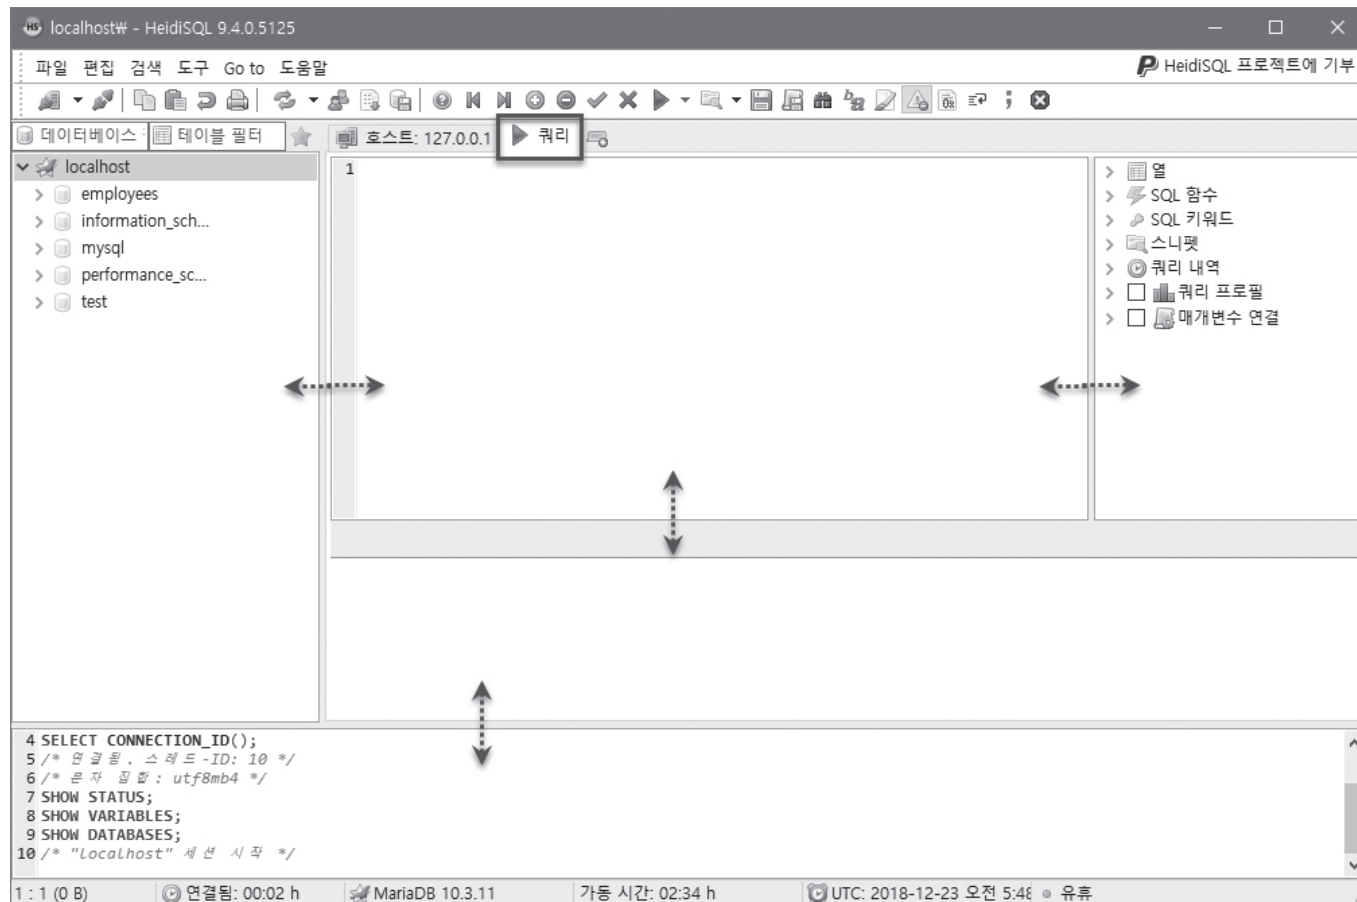 localhost₩ - HeidiSQL 9.4.0.5125
파일 편집 검색 도구 Go to 도움말
HeidiSQL 프로젝트에 기부
데이터베이스
테이블 필터
호스트: 127.0.0.1
쿼리
localhost
employees
information_sch...
mysql
performance_sc...
test
1
열
SQL 함수
SQL 키워드
스니펫
쿼리 내역
쿼리 프로필
매개변수 연결
4 SELECT CONNECTION_ID();
5 /* 연결됨. 스레드-ID: 10 */
6 /* 문자 집합: utf8mb4 */
7 SHOW STATUS;
8 SHOW VARIABLES;
9 SHOW DATABASES;
10 /* "localhost" 세션 시작 */
1 : 1 (0 B)
연결됨: 00:02 h
MariaDB 10.3.11
가동 시간: 02:34 h
UTC: 2018-12-23 오전 5:48
유휴